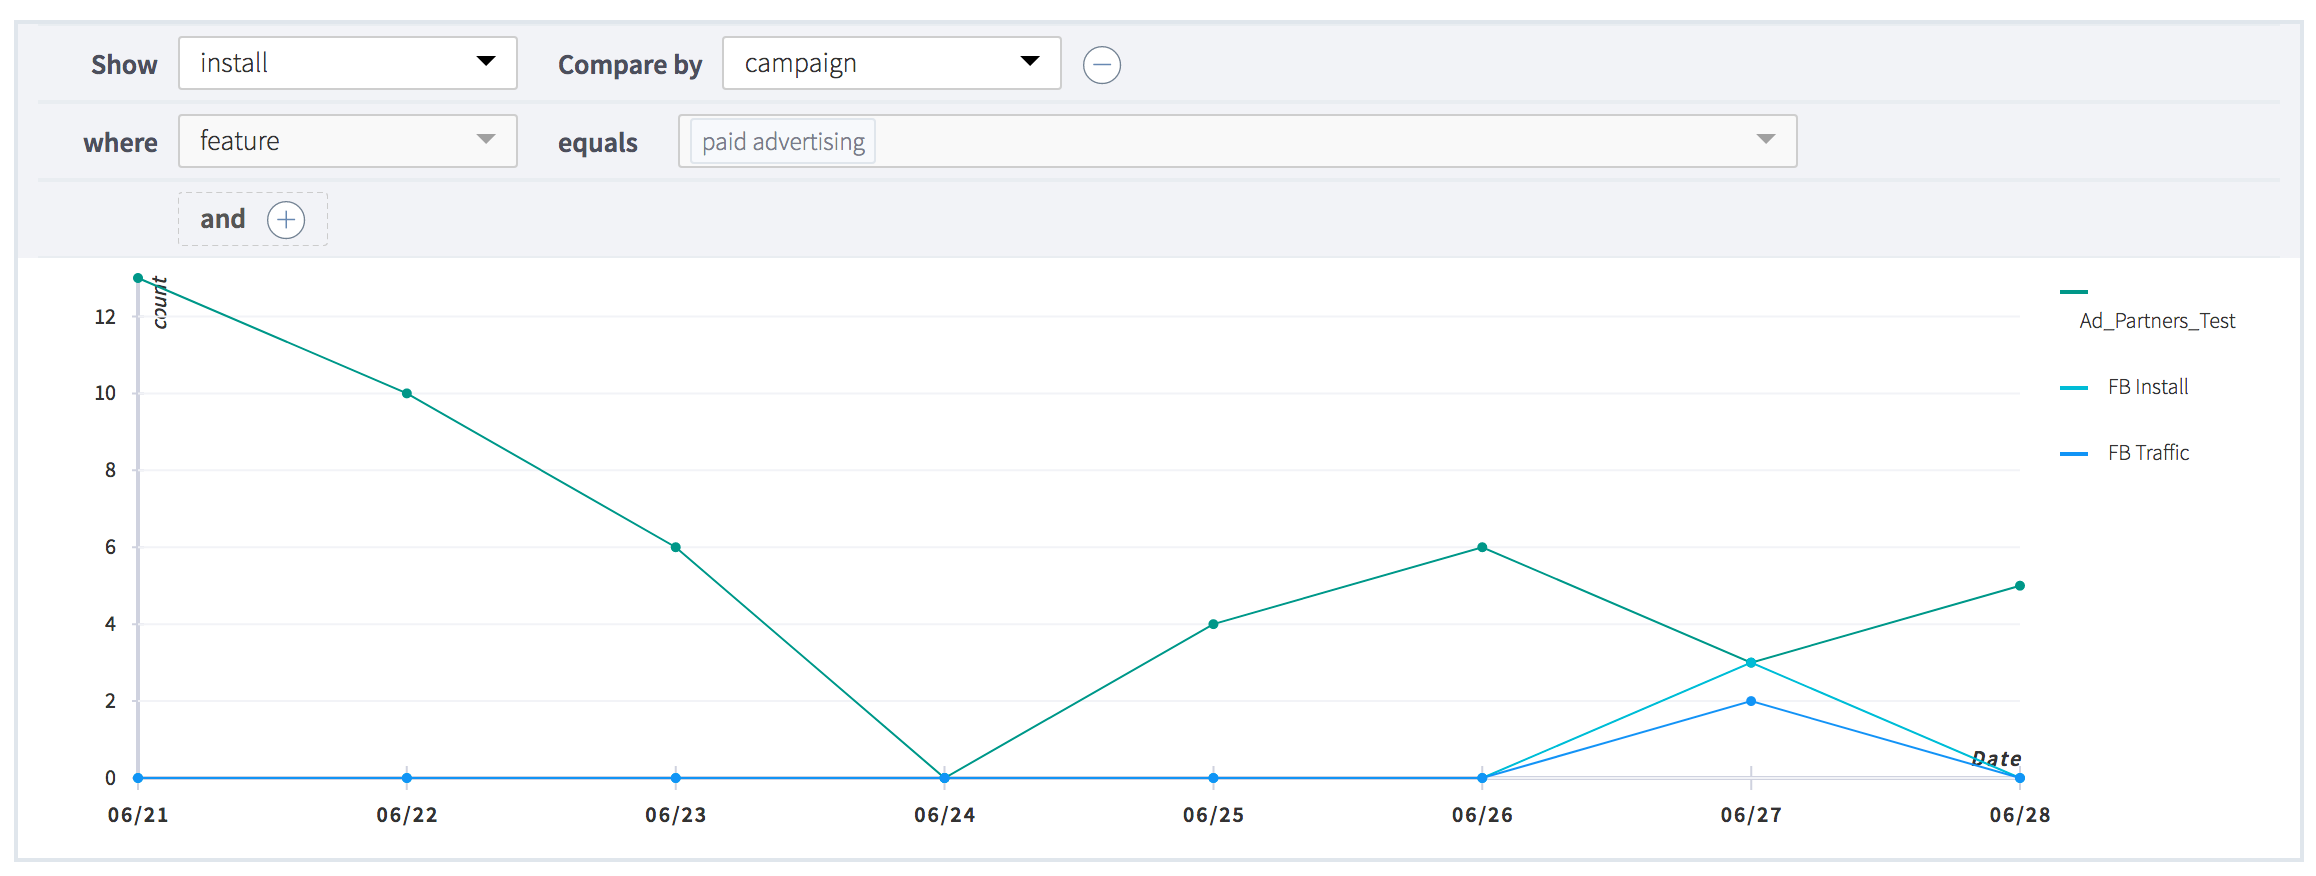 Show install Compare by campaign
where feature equals paid advertising
and
count
12
10
8
6
4
2
0
Date
06/21 06/22 06/23 06/24 06/25 06/26 06/27 06/28
Ad_Partners_Test
FB Install
FB Traffic